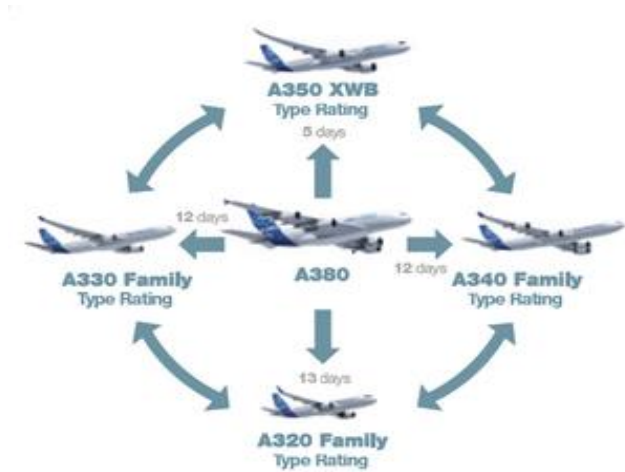 A350 XWB
Type Rating
5 days
12 days
A330 Family
Type Rating
A380
12 days
A340 Family
Type Rating
13 days
A320 Family
Type Rating